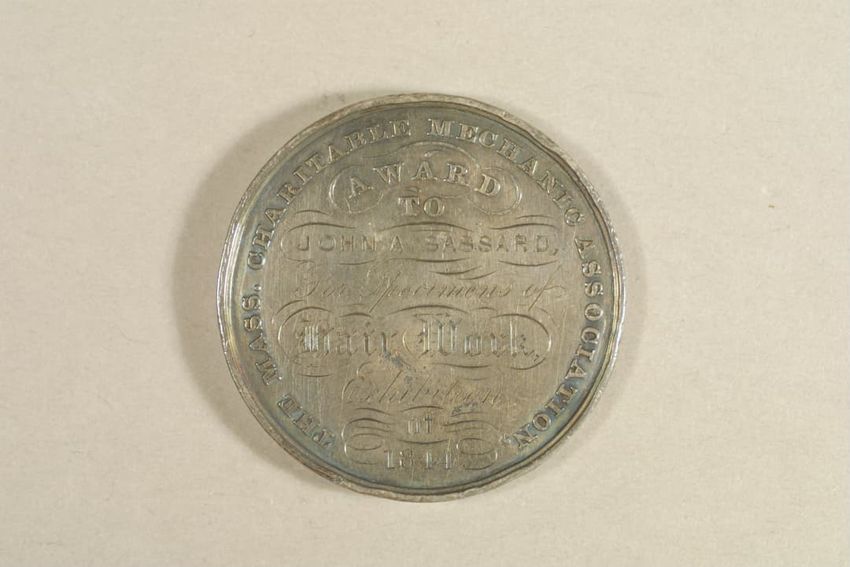 THE MASS. CHARITABLE MECHANIC ASSOCIATION,
AWARD
TO
JOHN A. SASSARD,
For Specimens of
Hair Work,
Exhibition
of
1844